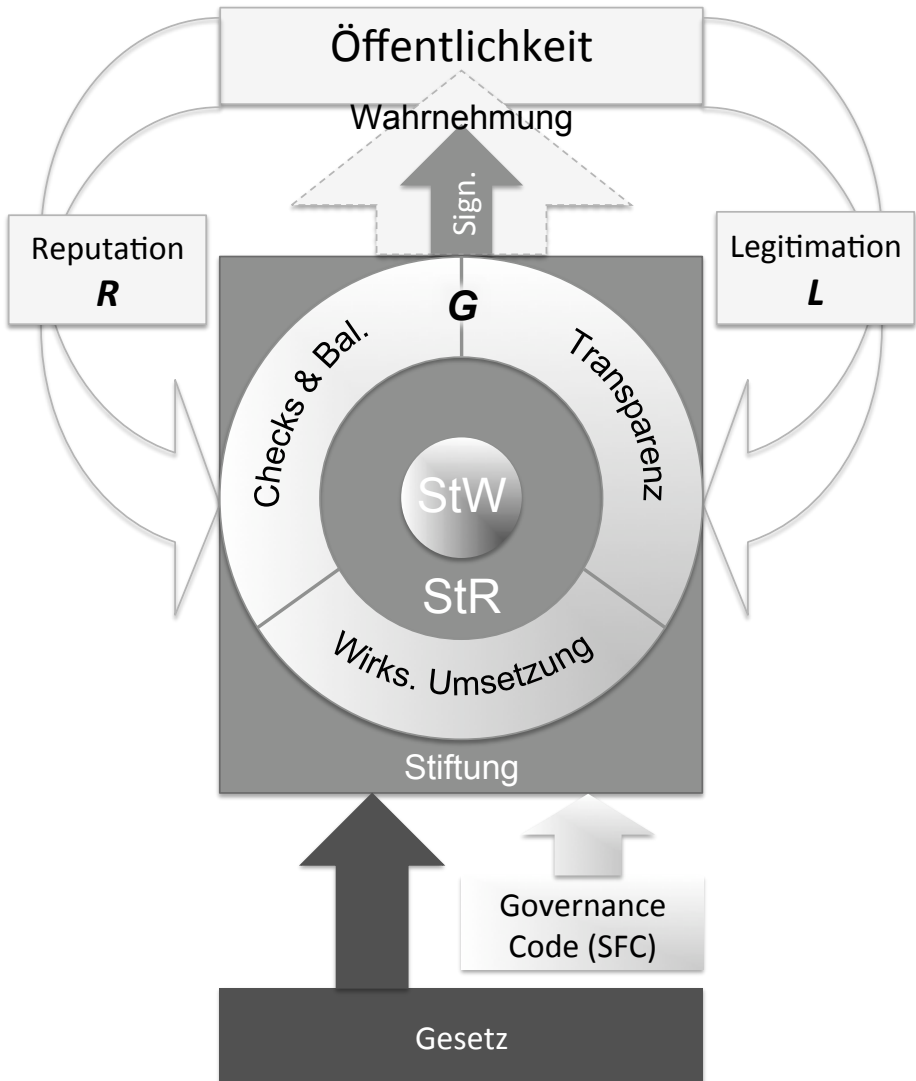 Öffentlichkeit
Wahrnehmung
Sign.
Reputation
R
Legitimation
L
G
Checks & Bal.
Transparenz
StW
StR
Wirks. Umsetzung
Stiftung
Governance
Code (SFC)
Gesetz